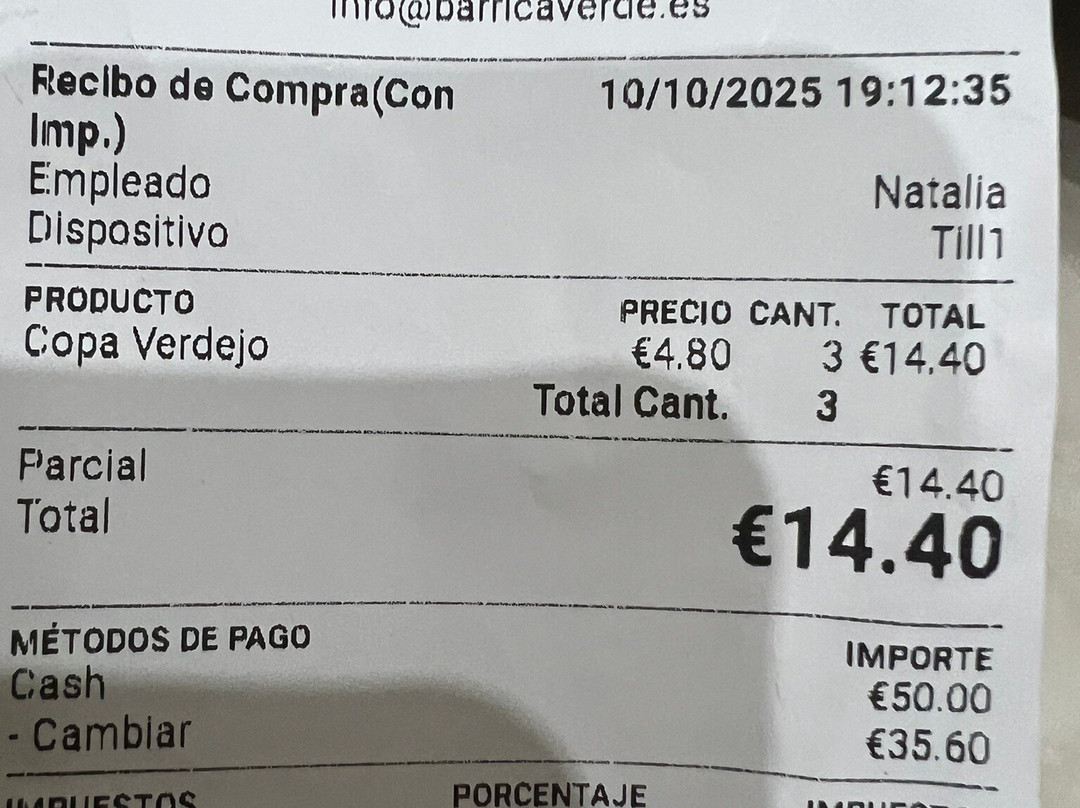 info@barricaverde.es
Recibo de Compra(Con Imp.) 10/10/2025 19:12:35
Empleado Natalia
Dispositivo Till1
PRODUCTO PRECIO CANT. TOTAL
Copa Verdejo €4.80 3 €14.40
Total Cant. 3
Parcial €14.40
Total €14.40
MÉTODOS DE PAGO IMPORTE
Cash €50.00
- Cambiar €35.60
IMPUESTOS PORCENTAJE